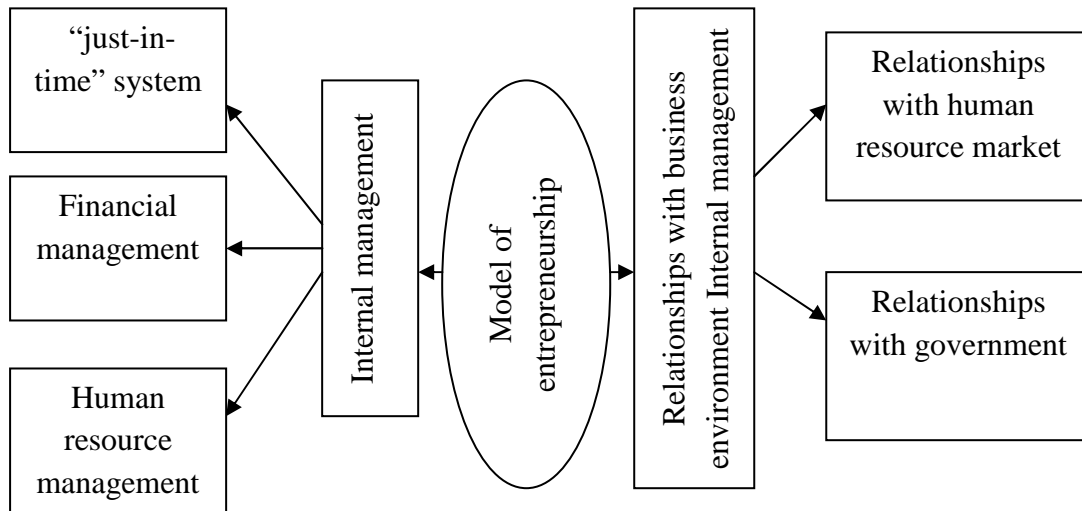 “just-in-
time” system
Financial
management
Human
resource
management
Internal management
Model of
entrepreneurship
Relationships with business
environment Internal management
Relationships
with human
resource market
Relationships
with government